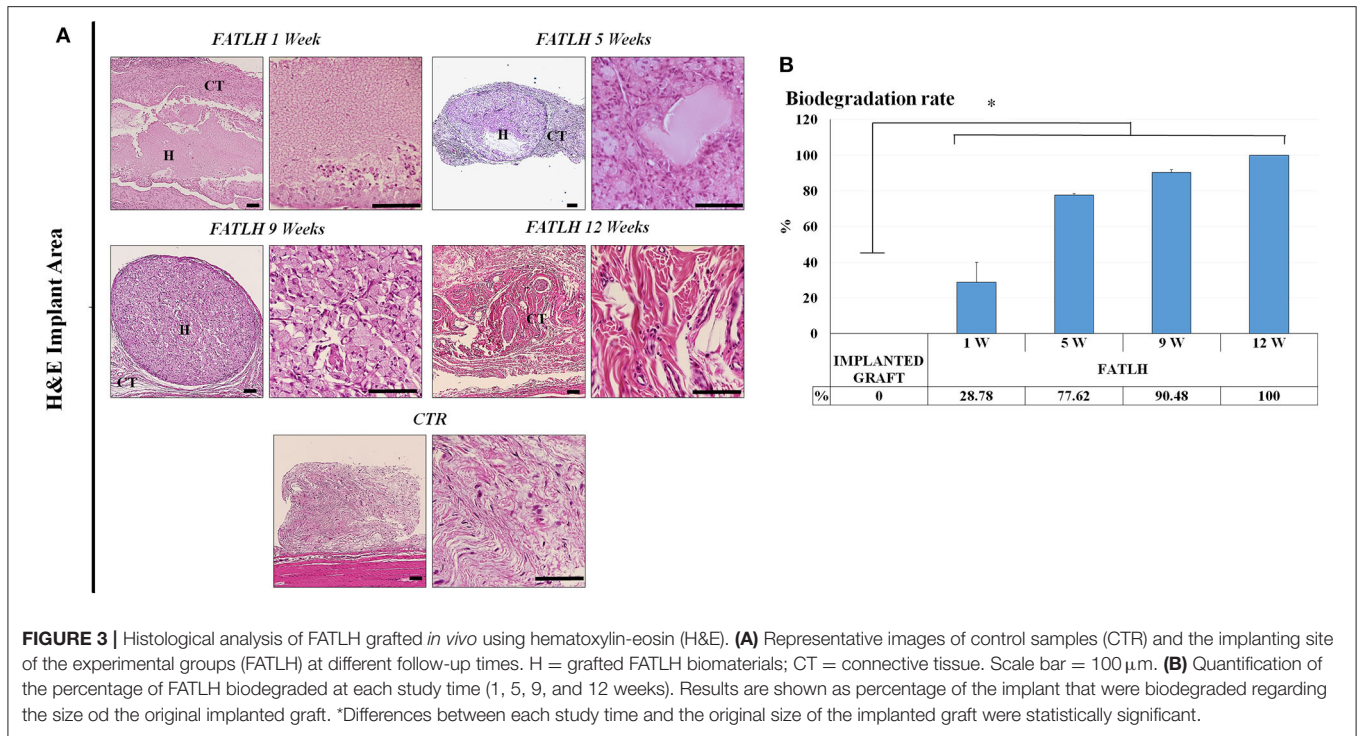 A
H&E Implant Area
FATLH 1 Week
CT
H
FATLH 5 Weeks
H
CT
FATLH 9 Weeks
H
CT
FATLH 12 Weeks
CT
CTR
B
Biodegradation rate *
120
100
80
60
40
20
0
%
1 W 5 W 9 W 12 W
IMPLANTED GRAFT FATLH
% 0 28.78 77.62 90.48 100
FIGURE 3 | Histological analysis of FATLH grafted in vivo using hematoxylin-eosin (H&E). (A) Representative images of control samples (CTR) and the implanting site
of the experimental groups (FATLH) at different follow-up times. H = grafted FATLH biomaterials; CT = connective tissue. Scale bar = 100 μm. (B) Quantification of
the percentage of FATLH biodegraded at each study time (1, 5, 9, and 12 weeks). Results are shown as percentage of the implant that were biodegraded regarding
the size od the original implanted graft. *Differences between each study time and the original size of the implanted graft were statistically significant.